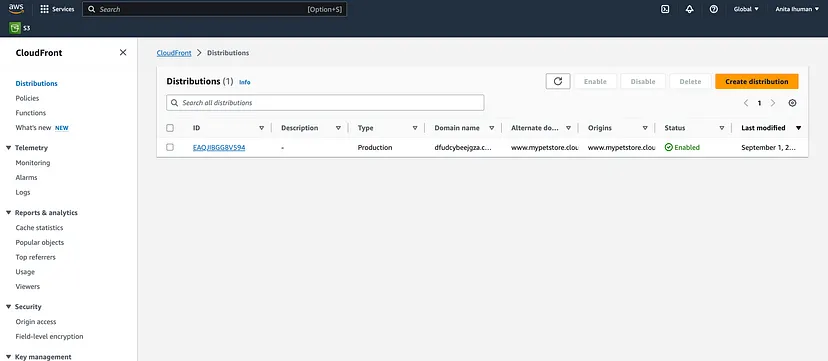 aws Services Search [Option+S] Global Anita Ihuman
S3
CloudFront
Distributions
Policies
Functions
What's new NEW
Telemetry
Monitoring
Alarms
Logs
Reports & analytics
Cache statistics
Popular objects
Top referrers
Usage
Viewers
Security
Origin access
Field-level encryption
Key management
CloudFront > Distributions
Distributions (1) Info Enable Disable Delete Create distribution
Search all distributions 1
ID Description Type Domain name Alternate do... Origins Status Last modified
EAQJIBGG8V594 - Production dfudcybeejgza.c... www.mypetstore.clou www.mypetstore.clou Enabled September 1, 2...